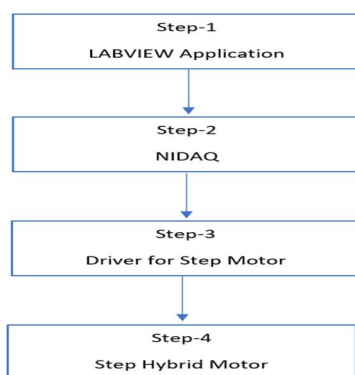 Step-1
LABVIEW Application
Step-2
NIDAQ
Step-3
Driver for Step Motor
Step-4
Step Hybrid Motor